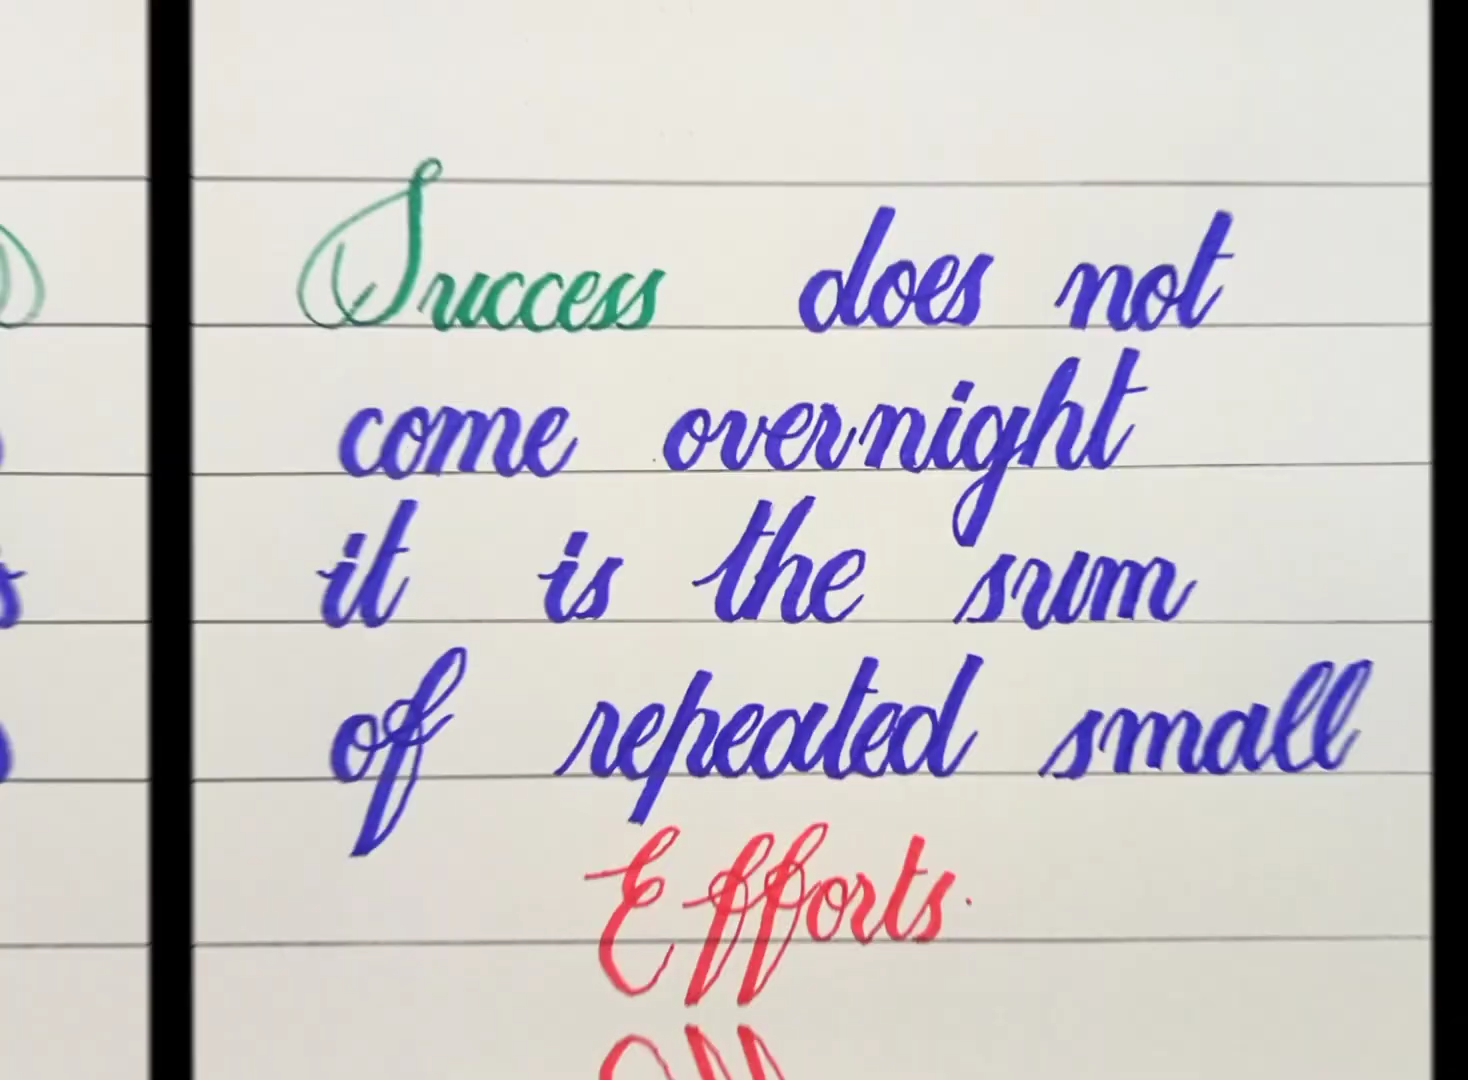 Success does not
come overnight
it is the sum
of repeated small
Efforts.